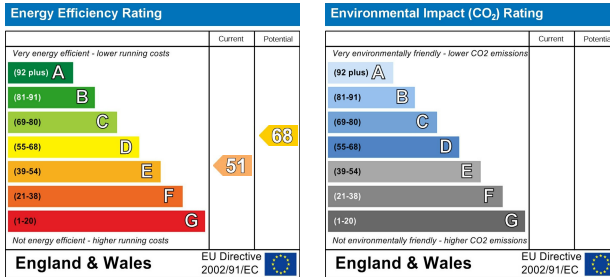 Energy Efficiency Rating
Current Potential
Very energy efficient - lower running costs
(92 plus) A
(81-91) B
(69-80) C
(55-68) D
68
(39-54) E
51
(21-38) F
(1-20) G
Not energy efficient - higher running costs
England & Wales
EU Directive
2002/91/EC
Environmental Impact (CO₂) Rating
Current Potential
Very environmentally friendly - lower CO2 emissions
(92 plus) A
(81-91) B
(69-80) C
(55-68) D
(39-54) E
(21-38) F
(1-20) G
Not environmentally friendly - higher CO2 emissions
England & Wales
EU Directive
2002/91/EC